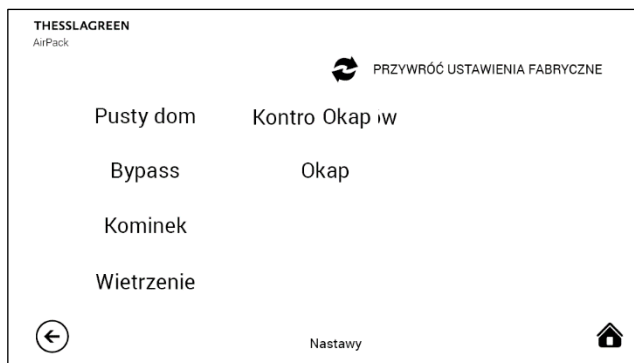 THESSLAGREEN
AirPack
PRZYWRÓĆ USTAWIENIA FABRYCZNE
Pusty dom Kontro Okap
Bypass Okap
Kominek
Wietrzenie
Nastawy